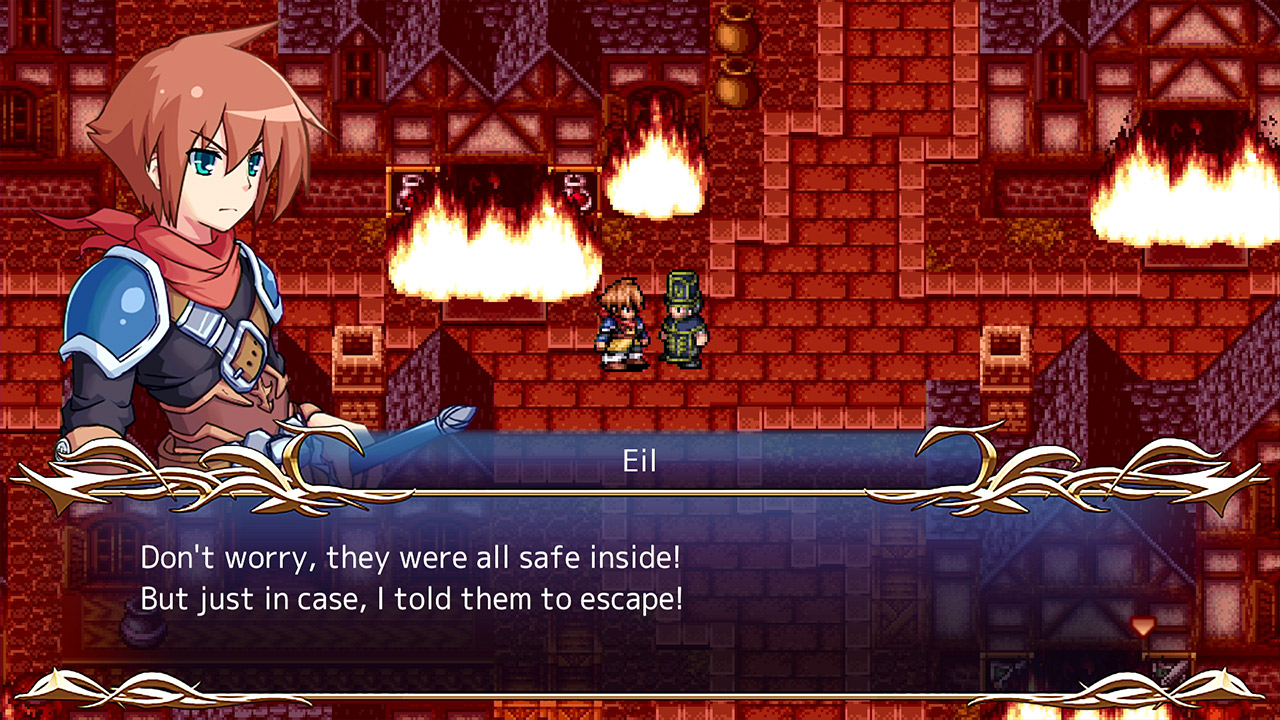 Eil
Don't worry, they were all safe inside!
But just in case, I told them to escape!